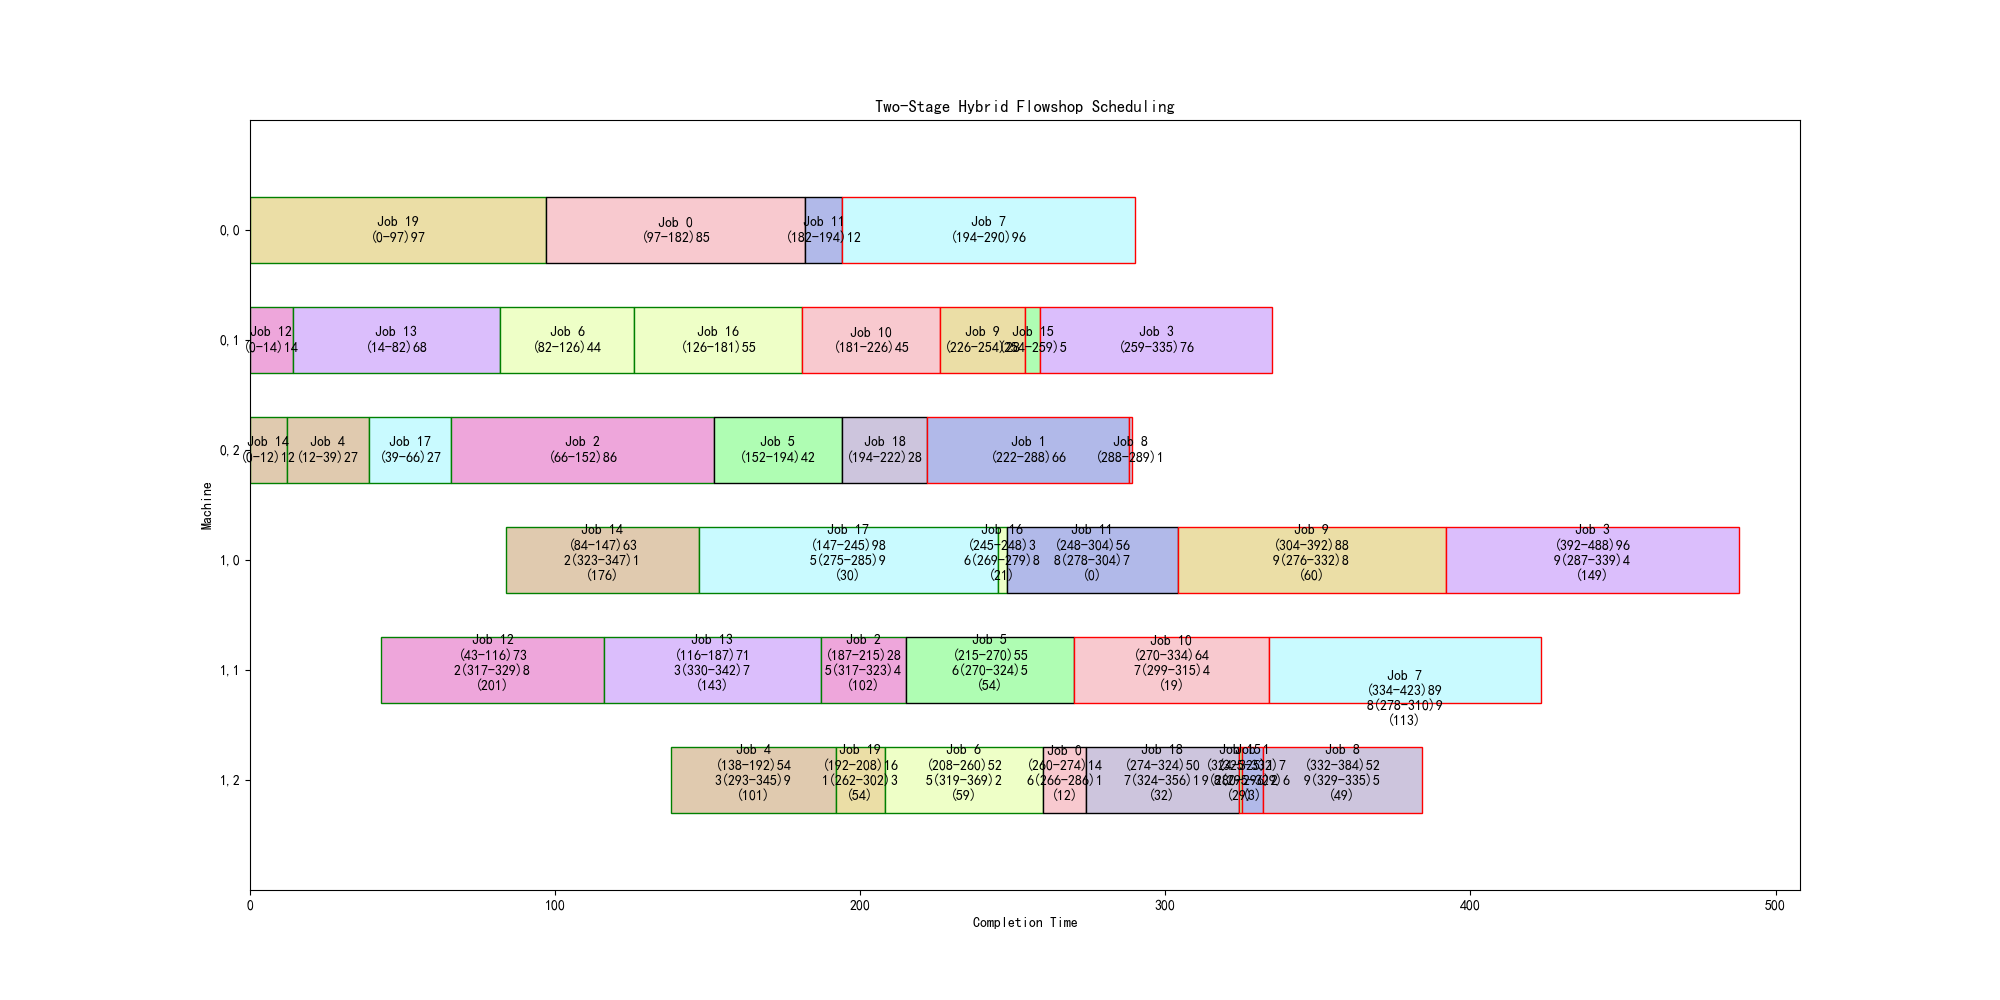 Two-Stage Hybrid Flowshop Scheduling
0,0
Job 19
(0-97)97
Job 0
(97-182)85
Job 11
(182-194)12
Job 7
(194-290)96
0,1
Job 12
(0-14)14
Job 13
(14-82)68
Job 6
(82-126)44
Job 16
(126-181)55
Job 10
(181-226)45
Job 9
(226-254)28
Job 15
(254-259)5
Job 3
(259-335)76
0,2
Job 14
(0-12)12
Job 4
(12-39)27
Job 17
(39-66)27
Job 2
(66-152)86
Job 5
(152-194)42
Job 18
(194-222)28
Job 1
(222-288)66
Job 8
(288-289)1
Machine
1,0
Job 14
(84-147)63
2(323-347)1
(176)
Job 17
(147-245)98
5(275-285)9
(30)
Job 16
(245-248)3
6(269-279)8
(21)
Job 11
(248-304)56
8(278-304)7
(0)
Job 9
(304-392)88
9(276-332)8
(60)
Job 3
(392-488)96
9(287-339)4
(149)
1,1
Job 12
(43-116)73
2(317-329)8
(201)
Job 13
(116-187)71
3(330-342)7
(143)
Job 2
(187-215)28
5(317-323)4
(102)
Job 5
(215-270)55
6(270-324)5
(54)
Job 10
(270-334)64
7(299-315)4
(19)
Job 7
(334-423)89
8(278-310)9
(113)
1,2
Job 4
(138-192)54
3(293-345)9
(101)
Job 19
(192-208)16
1(262-302)3
(54)
Job 6
(208-260)52
5(319-369)2
(59)
Job 0
(260-274)14
6(266-286)1
(12)
Job 18
(274-324)50
(32)
Job 15
(29)
Job 1
(3)
Job 8
(332-384)52
9(329-335)5
(49)
0
100
200
300
400
500
Completion Time